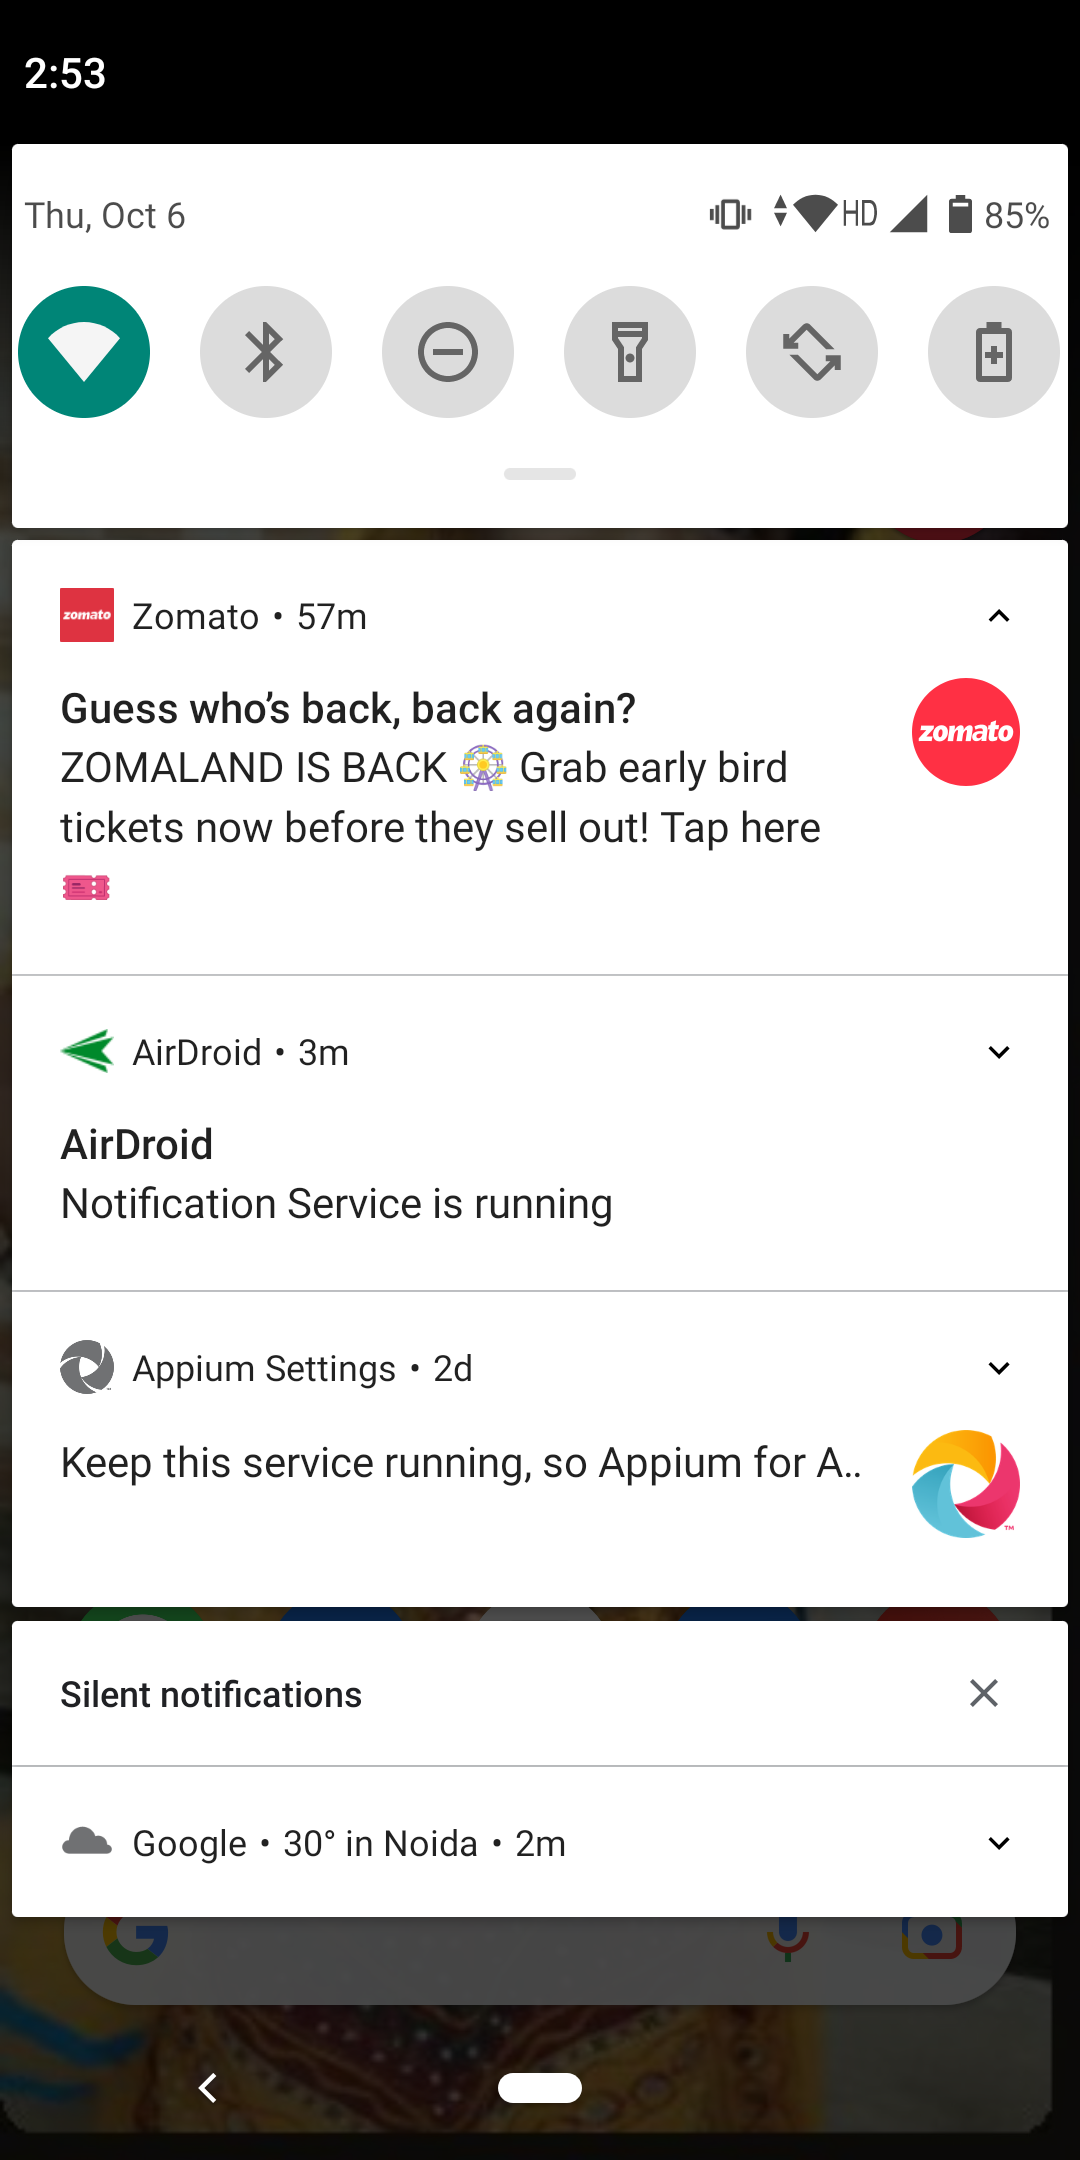 2:53
Thu, Oct 6
HD
85%
zomato
Zomato • 57m
Guess who’s back, back again?
ZOMALAND IS BACK 🎡 Grab early bird
tickets now before they sell out! Tap here
🎟️
zomato
AirDroid • 3m
AirDroid
Notification Service is running
Appium Settings • 2d
Keep this service running, so Appium for A..
TM
Silent notifications
Google • 30° in Noida • 2m